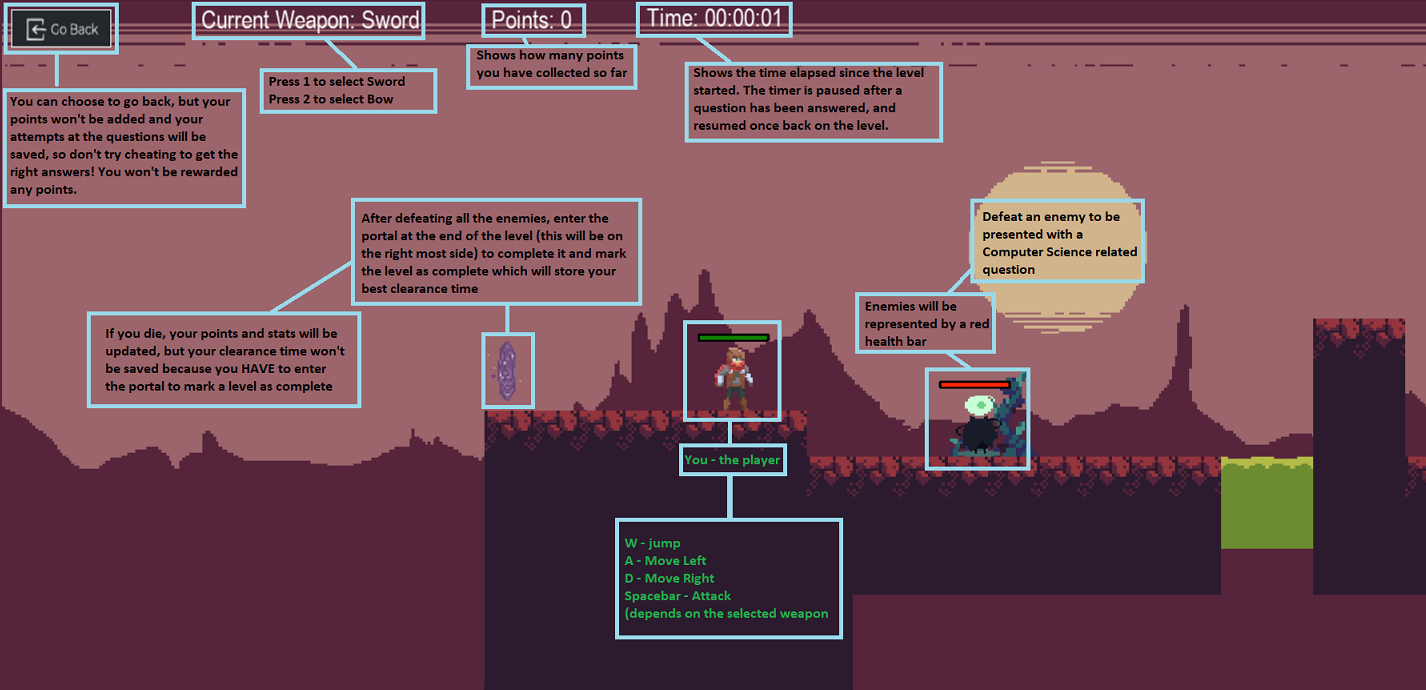 Go Back
Current Weapon: Sword
Points: 0
Time: 00:00:01
Press 1 to select Sword
Press 2 to select Bow
Shows how many points
you have collected so far
Shows the time elapsed since the level
started. The timer is paused after a
question has been answered, and
resumed once back on the level.
You can choose to go back, but your
points won't be added and your
attempts at the questions will be
saved, so don't try cheating to get the
right answers! You won't be rewarded
any points.
After defeating all the enemies, enter the
portal at the end of the level (this will be on
the right most side) to complete it and mark
the level as complete which will store your
best clearance time
If you die, your points and stats will be
updated, but your clearance time won't
be saved because you HAVE to enter
the portal to mark a level as complete
Defeat an enemy to be
presented with a
Computer Science related
question
Enemies will be
represented by a red
health bar
You - the player
W - jump
A - Move Left
D - Move Right
Spacebar - Attack
(depends on the selected weapon